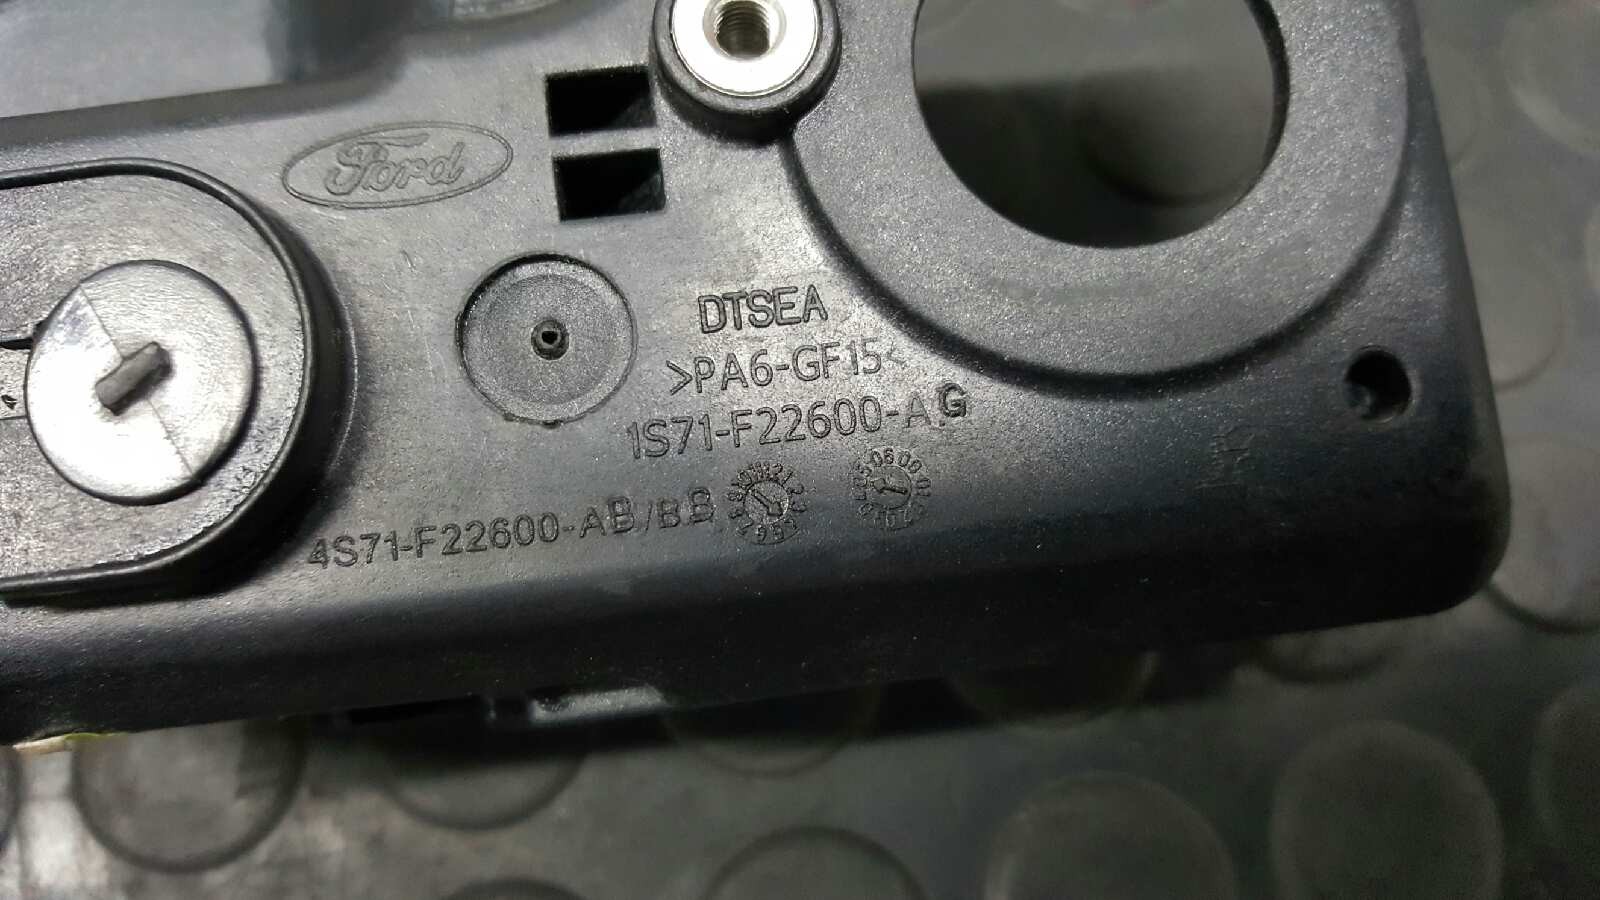 Ford
DTSEA
>PA6-GF15<
1S71-F22600-AG
4S71-F22600-AB/BB